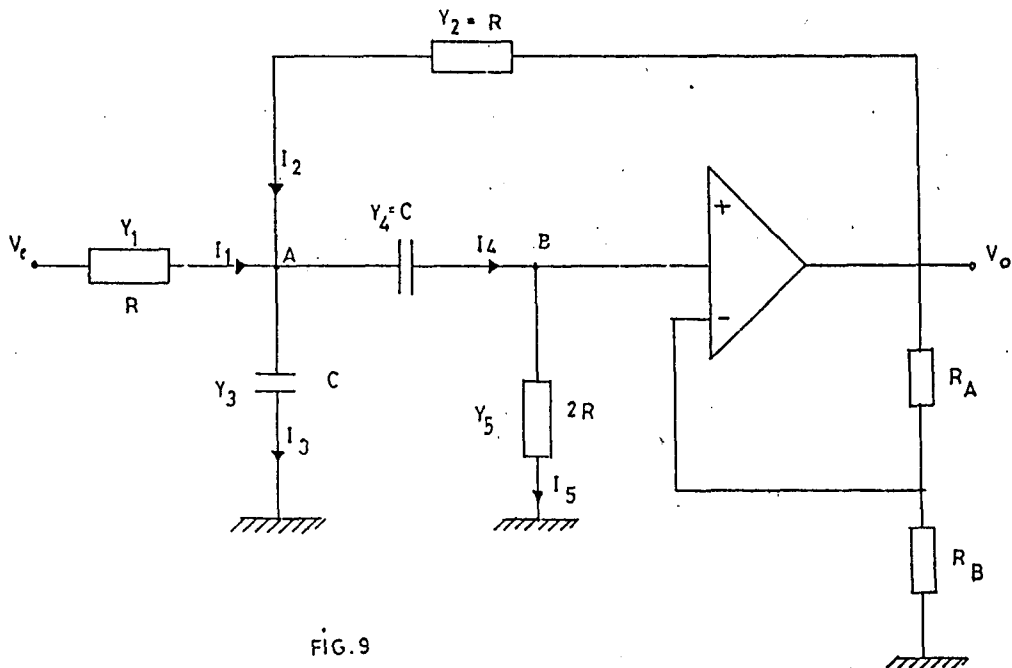 Y2 = R
I2
Y4=C
Ve
Y1
I1
A
I4
B
+
Vo
R
-
Y3
C
Y5
2R
RA
I3
I5
RB
FIG.9